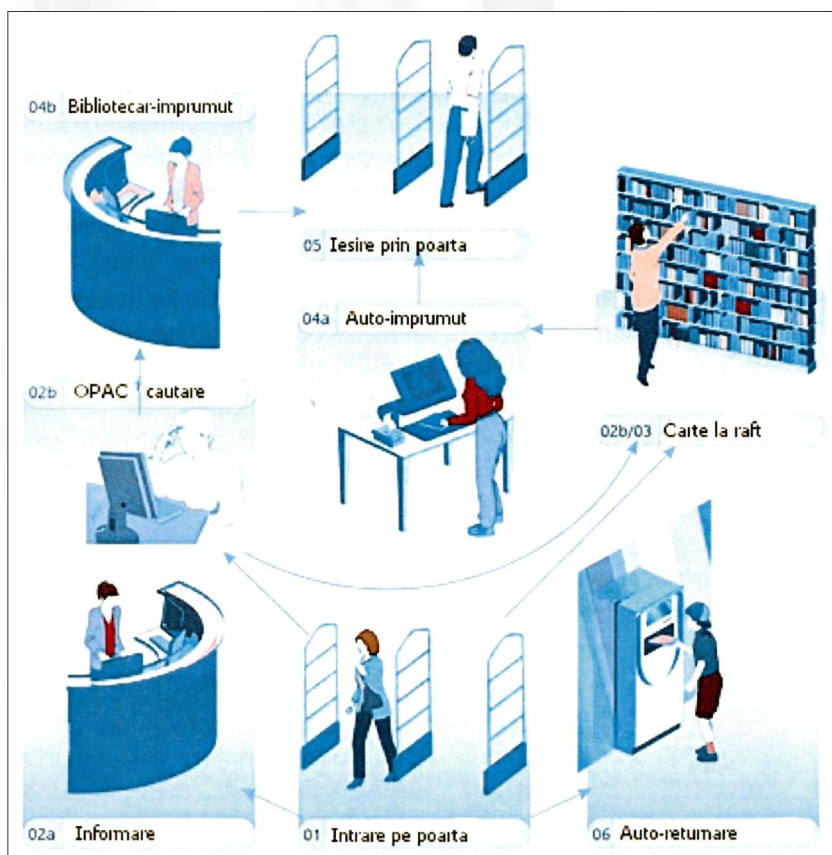 04b Bibliotecar-imprumut
05 Iesire prin poarta
04a Auto-imprumut
02b OPAC cautare
02b/03 Carte la raft
02a Informare
01 Intrare pe poarta
06 Auto-returnare